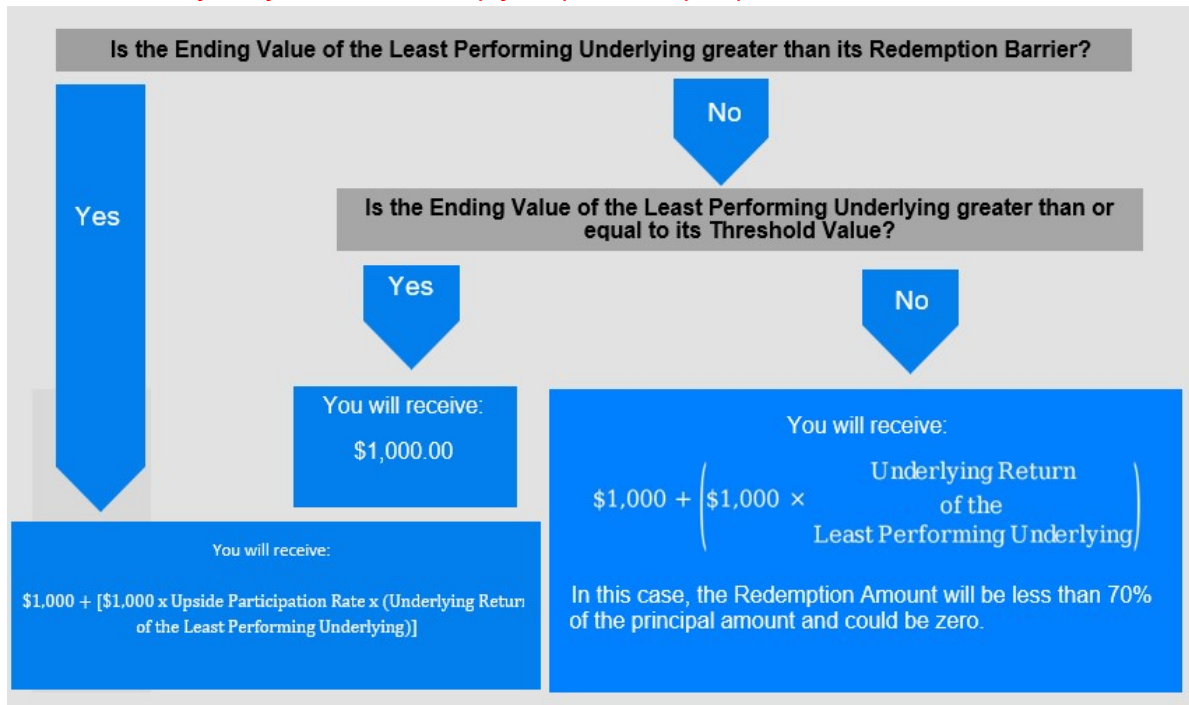 Is the Ending Value of the Least Performing Underlying greater than its Redemption Barrier?
No
Yes
Is the Ending Value of the Least Performing Underlying greater than or
equal to its Threshold Value?
Yes
No
You will receive:
$1,000.00
You will receive:
$1,000 + ($1,000 × Underlying Return
of the
Least Performing Underlying)
In this case, the Redemption Amount will be less than 70%
of the principal amount and could be zero.
You will receive:
$1,000 + [$1,000 x Upside Participation Rate x (Underlying Return
of the Least Performing Underlying)]